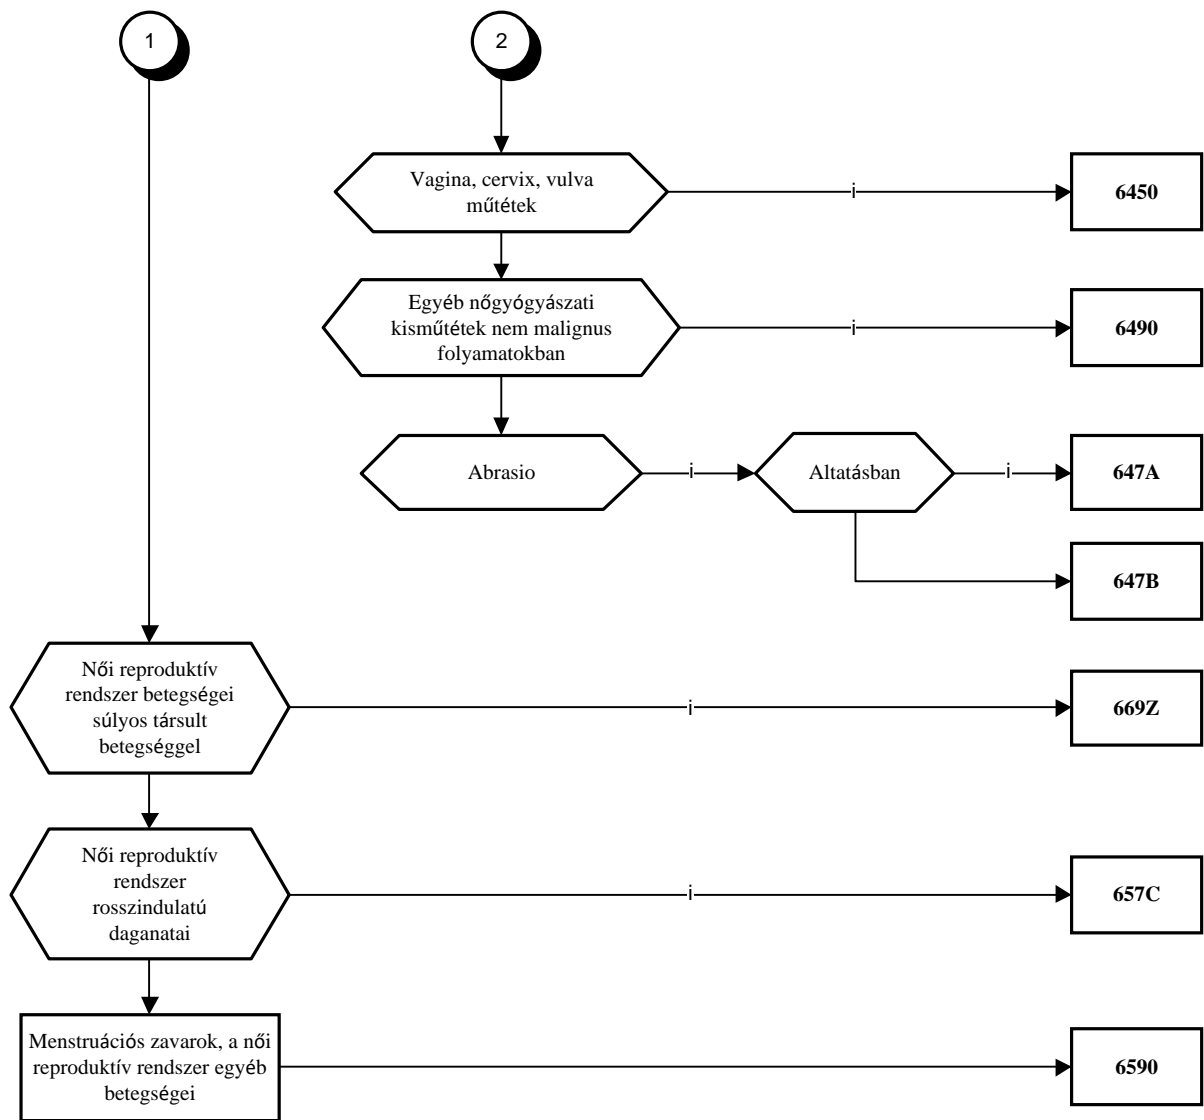 1
2
Vagina, cervix, vulva
műtétek
i
6450
Egyéb nőgyógyászati
kisműtétek nem malignus
folyamatokban
i
6490
Abrasio
i
Altatásban
i
647A
647B
Női reproduktív
rendszer betegségei
súlyos társult
betegséggel
i
669Z
Női reproduktív
rendszer
rosszindulatú
daganatai
i
657C
Menstruációs zavarok, a női
reproduktív rendszer egyéb
betegségei
6590